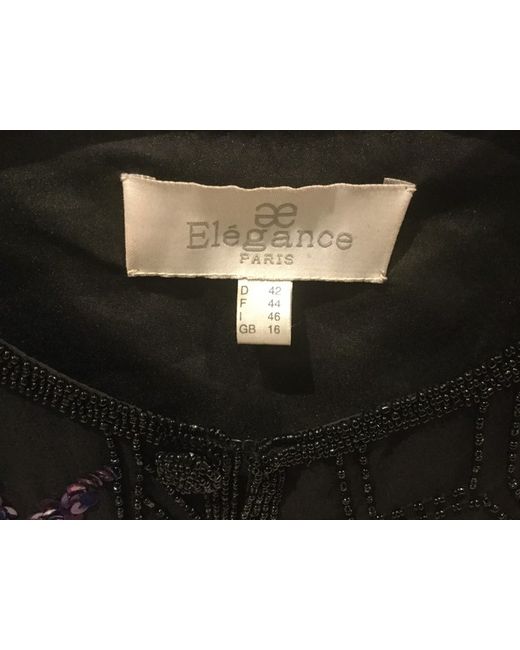 æ
Elégance
PARIS
D 42
F 44
I 46
GB 16